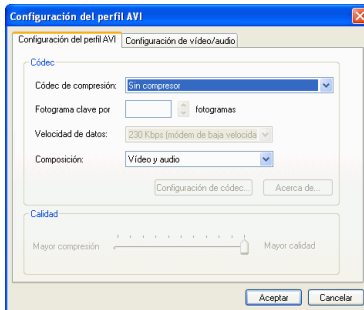 Configuración del perfil AVI
Configuración del perfil AVI Configuración de vídeo/audio
Códec
Códec de compresión: Sin compresor
Fotograma clave por fotogramas
Velocidad de datos: 230 Kbps (módem de baja velocida
Composición: Vídeo y audio
Configuración de códec... Acerca de...
Calidad
Mayor compresión Mayor calidad
Aceptar Cancelar